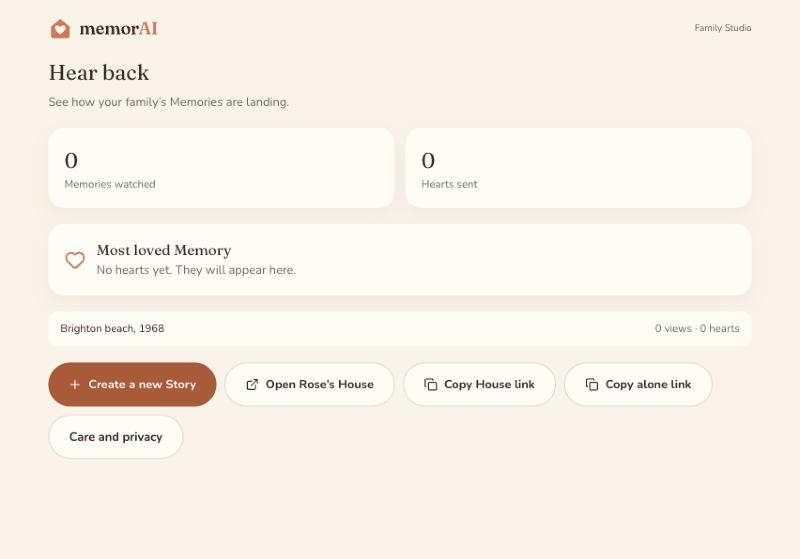 memorAI
Family Studio
Hear back
See how your family's Memories are landing.
0
Memories watched
0
Hearts sent
Most loved Memory
No hearts yet. They will appear here.
Brighton beach, 1968
0 views · 0 hearts
Create a new Story
Open Rose's House
Copy House link
Copy alone link
Care and privacy